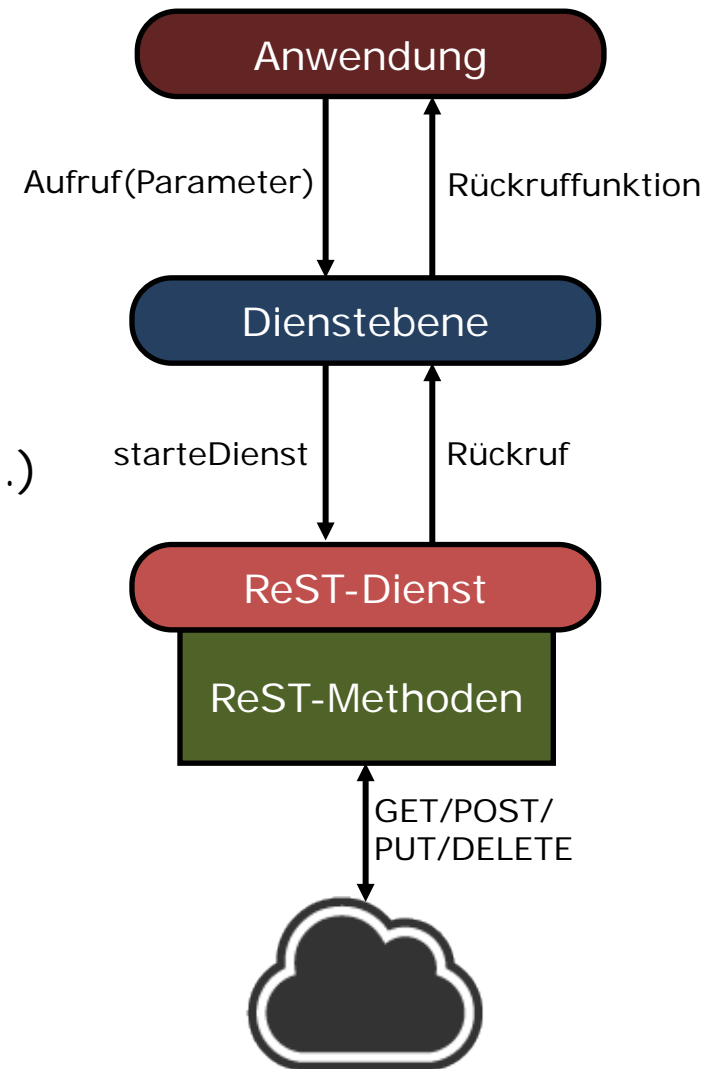 Anwendung
Aufruf(Parameter)
Rückruffunktion
Dienstebene
.)
starteDienst
Rückruf
ReST-Dienst
ReST-Methoden
GET/POST/
PUT/DELETE